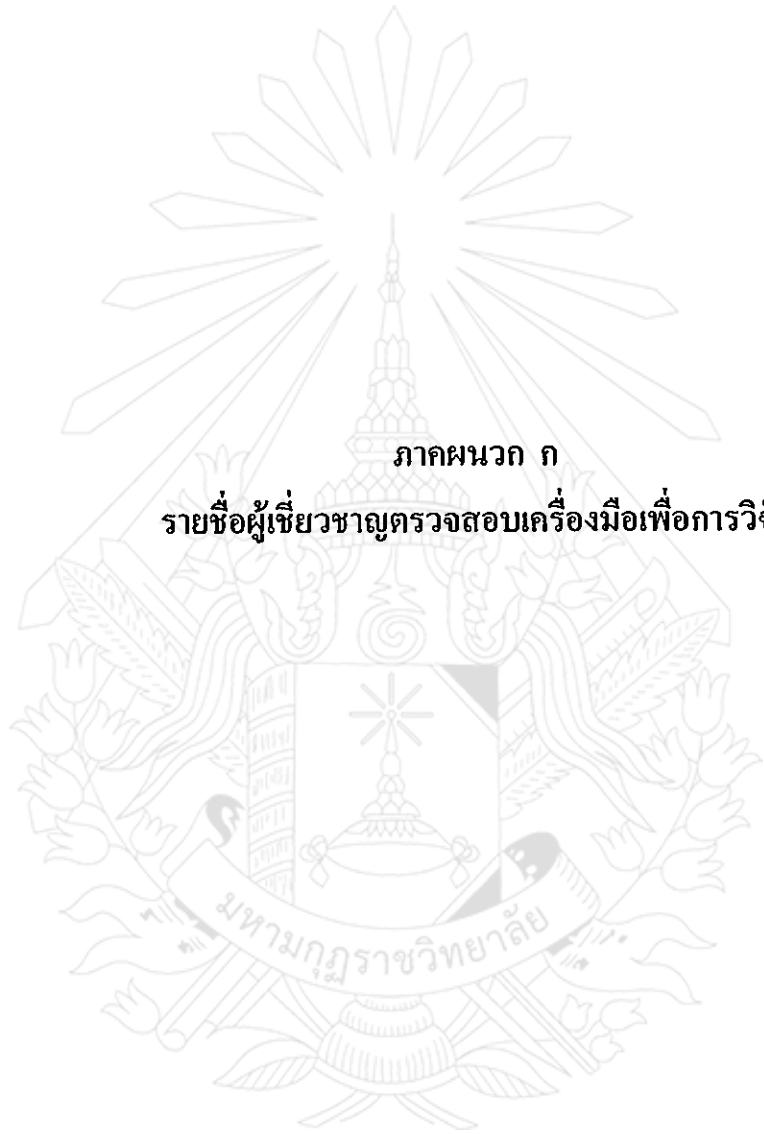 ภาคผนวก ก
รายชื่อผู้เชี่ยวชาญตรวจสอบเครื่องมือเพื่อการวิ
มหามกุฏราชวิทยาลัย